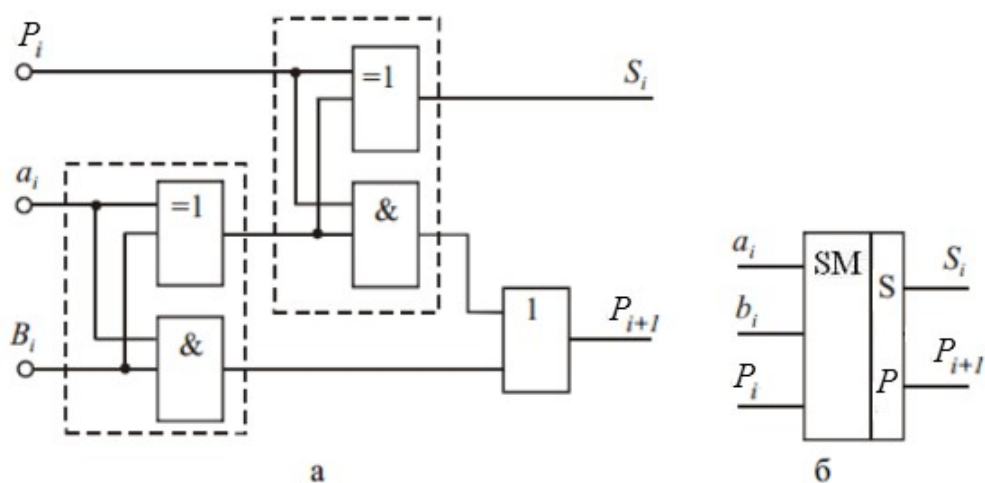 P_i
=1
S_i
a_i
=1
&
B_i
&
1
P_{i+1}
a_i
SM
S
S_i
b_i
P_i
P
P_{i+1}
а
б